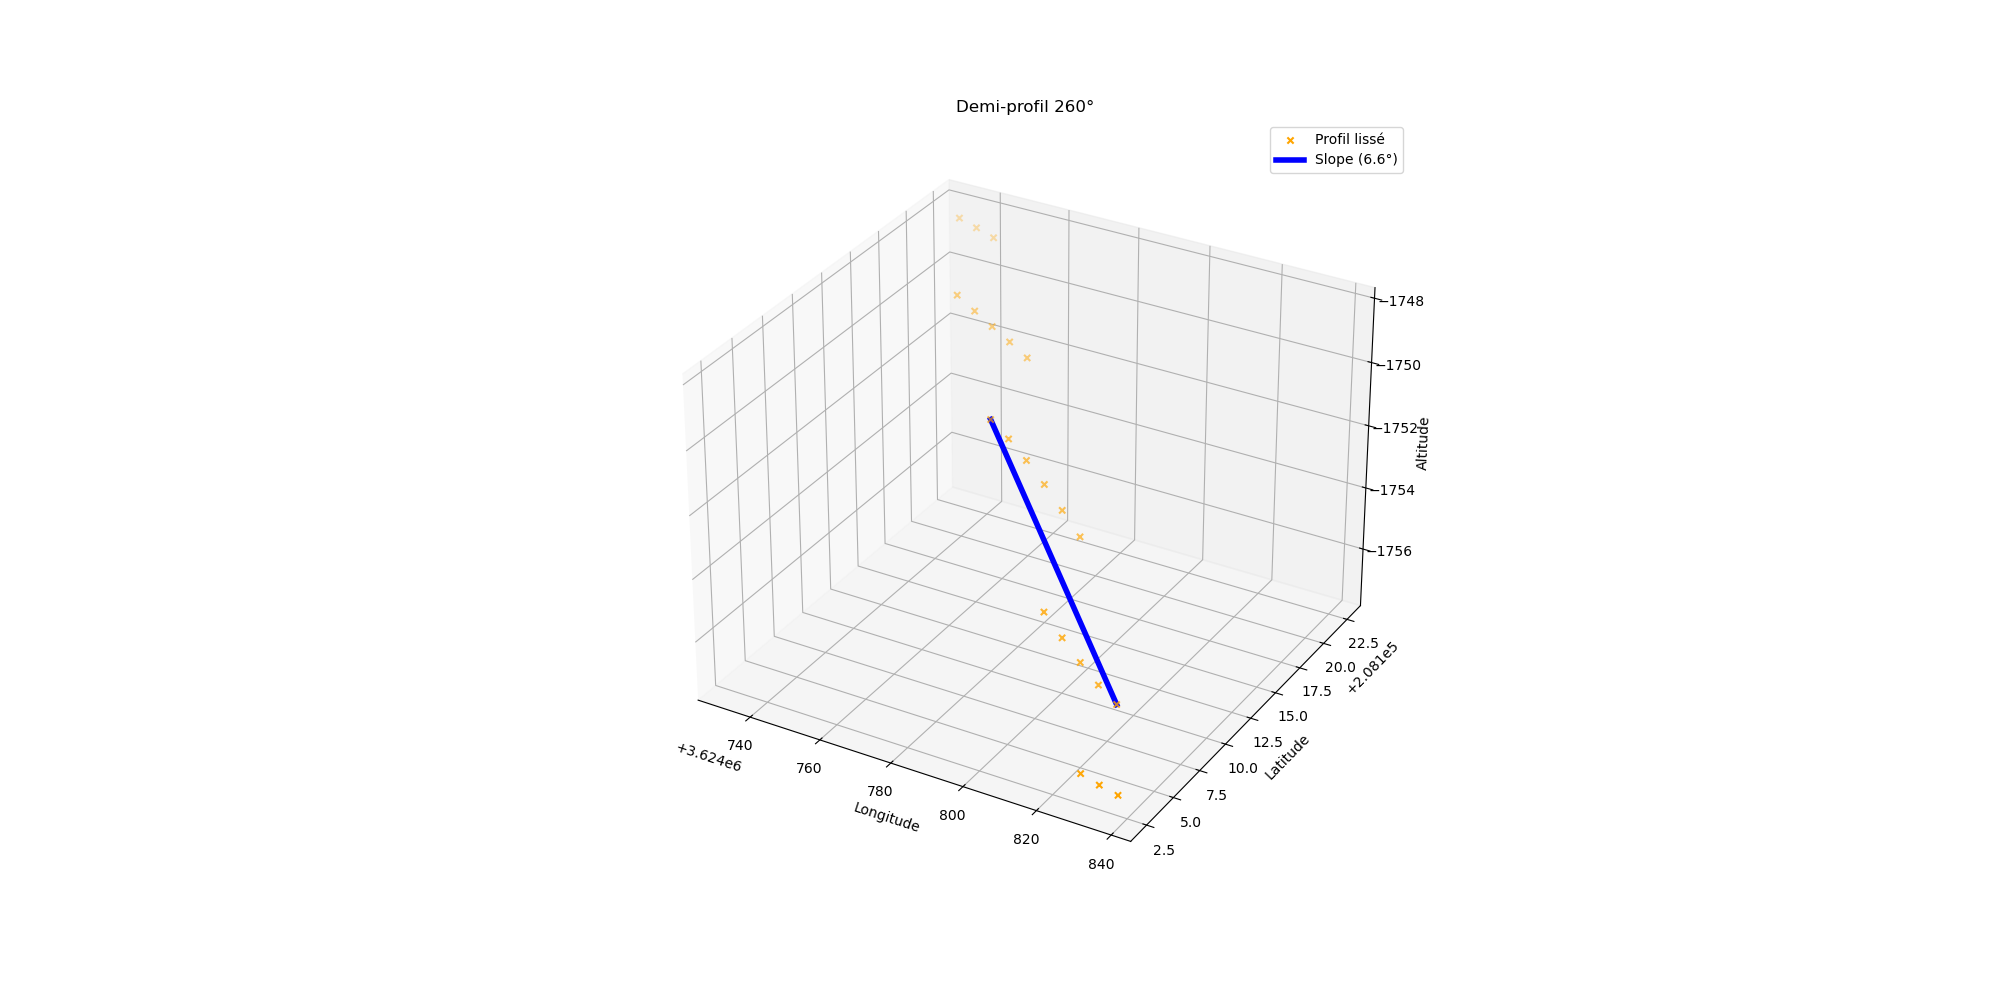 Demi-profil 260°
Profil lissé
Slope (6.6°)
−1748
−1750
−1752
−1754
−1756
Altitude
22.5
20.0
17.5
15.0
12.5
10.0
7.5
5.0
2.5
+2.081e5
Latitude
740
760
780
800
820
840
+3.624e6
Longitude